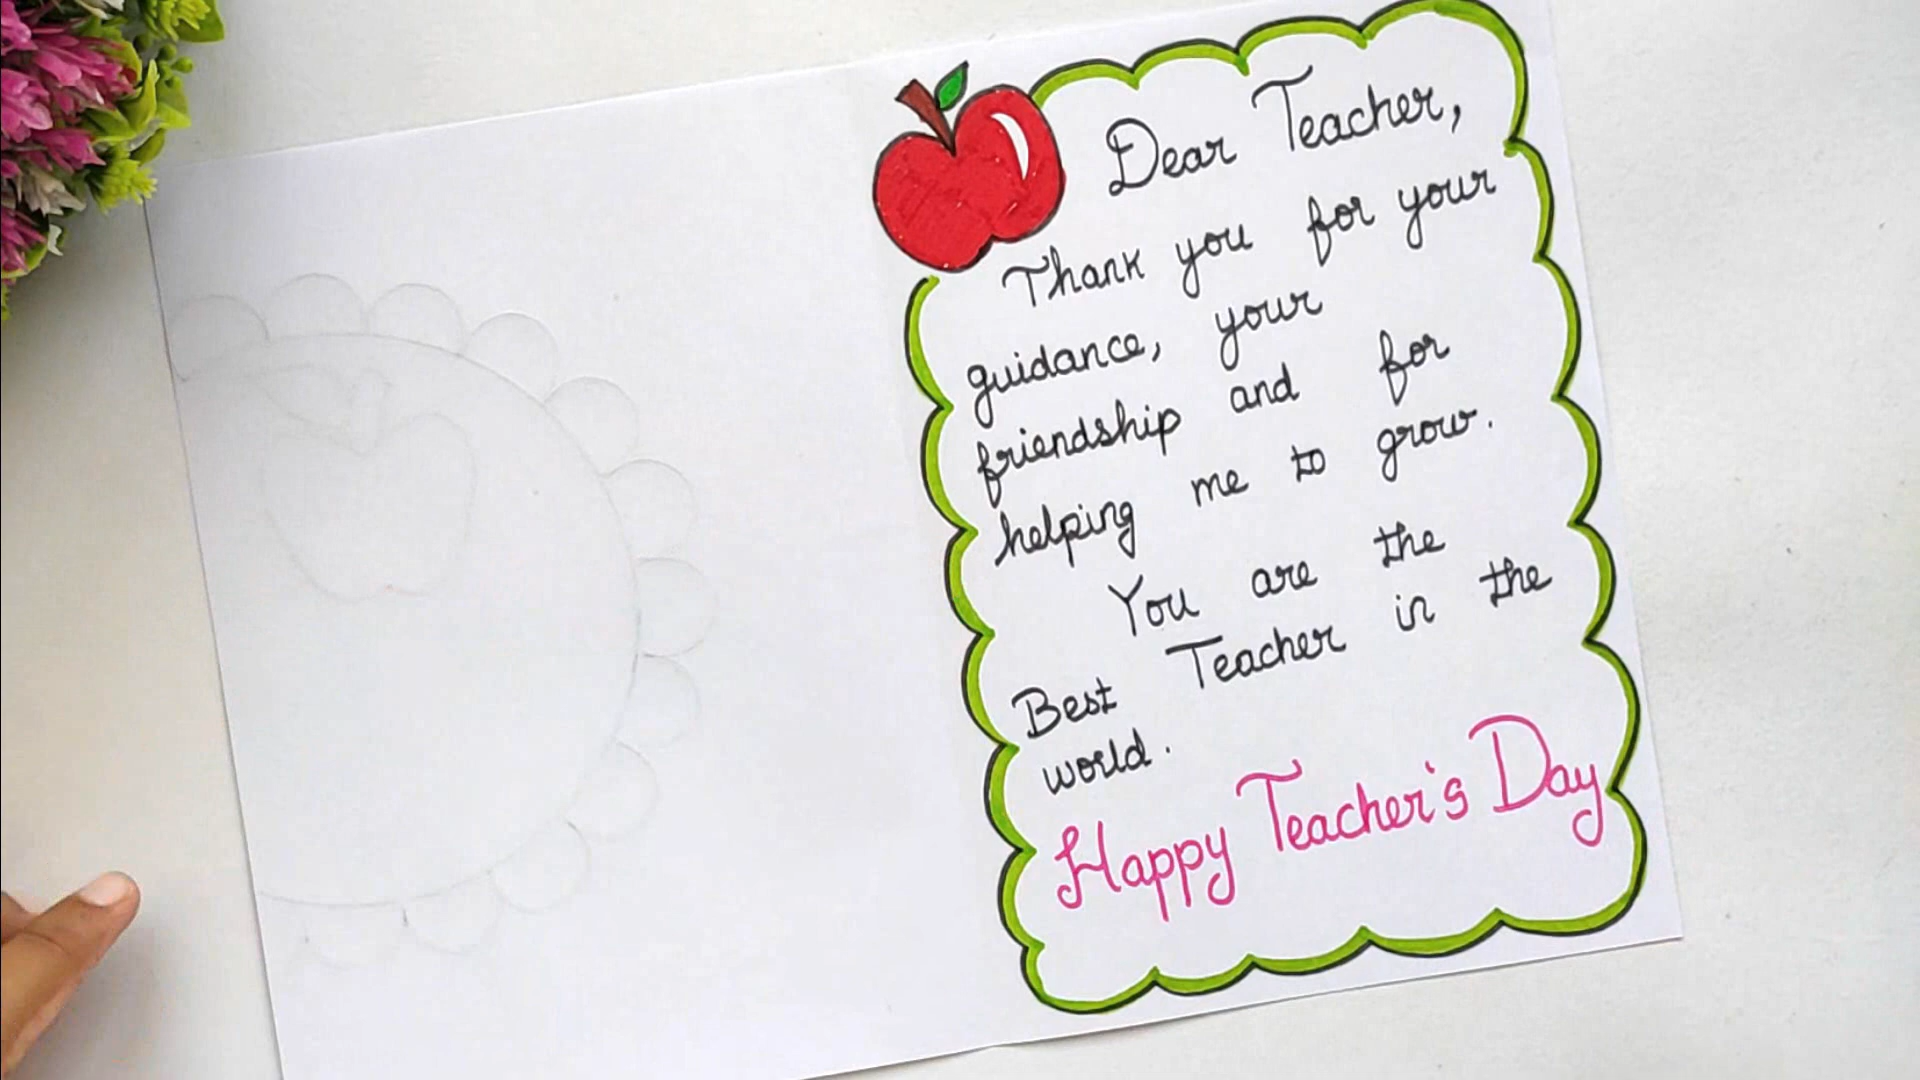 Dear Teacher,
Thank you for your
guidance, your
friendship and for
helping me to grow.
You are the
Best Teacher in the
world.
Happy Teacher's Day